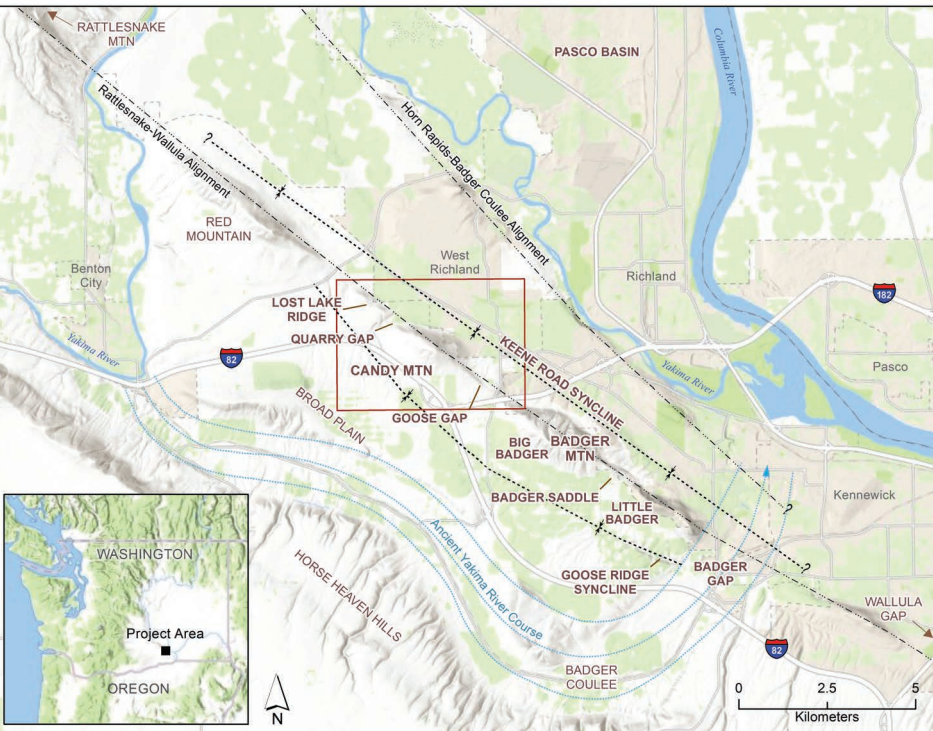 RATTLESNAKE
MTN
PASCO BASIN
Columbia River
Rattlesnake-Wallula Alignment
?
Horn Rapids-Badger Coulee Alignment
RED
MOUNTAIN
West
Richland
Benton
City
Richland
182
LOST LAKE
RIDGE
QUARRY GAP
Yakima River
82
KEENE ROAD SYNCLINE
Yakima River
Pasco
CANDY MTN
GOOSE GAP
BROAD PLAIN
BIG
BADGER
BADGER
MTN
BADGER SADDLE
LITTLE
BADGER
Kennewick
?
Ancient Yakima River Course
GOOSE RIDGE
SYNCLINE
BADGER
GAP
?
HORSE HEAVEN HILLS
WALLULA
GAP
82
BADGER
COULEE
WASHINGTON
Project Area
OREGON
N
0 2.5 5
Kilometers